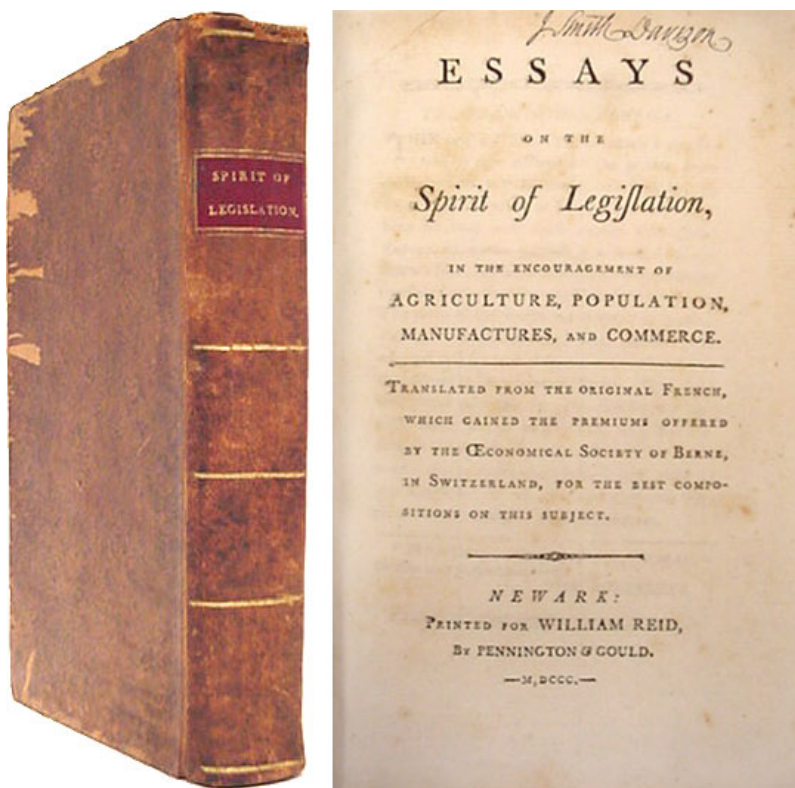 SPIRIT OF
LEGISLATION.
J Smith Davison
ESSAYS
ON THE
Spirit of Legiſlation,
IN THE ENCOURAGEMENT OF
AGRICULTURE, POPULATION,
MANUFACTURES, AND COMMERCE.
TRANSLATED FROM THE ORIGINAL FRENCH,
WHICH GAINED THE PREMIUMS OFFERED
BY THE ŒCONOMICAL SOCIETY OF BERNE,
IN SWITZERLAND, FOR THE BEST COMPO-
SITIONS ON THIS SUBJECT.
NEWARK:
PRINTED FOR WILLIAM REID,
BY PENNINGTON & GOULD.
—M,DCCC.—